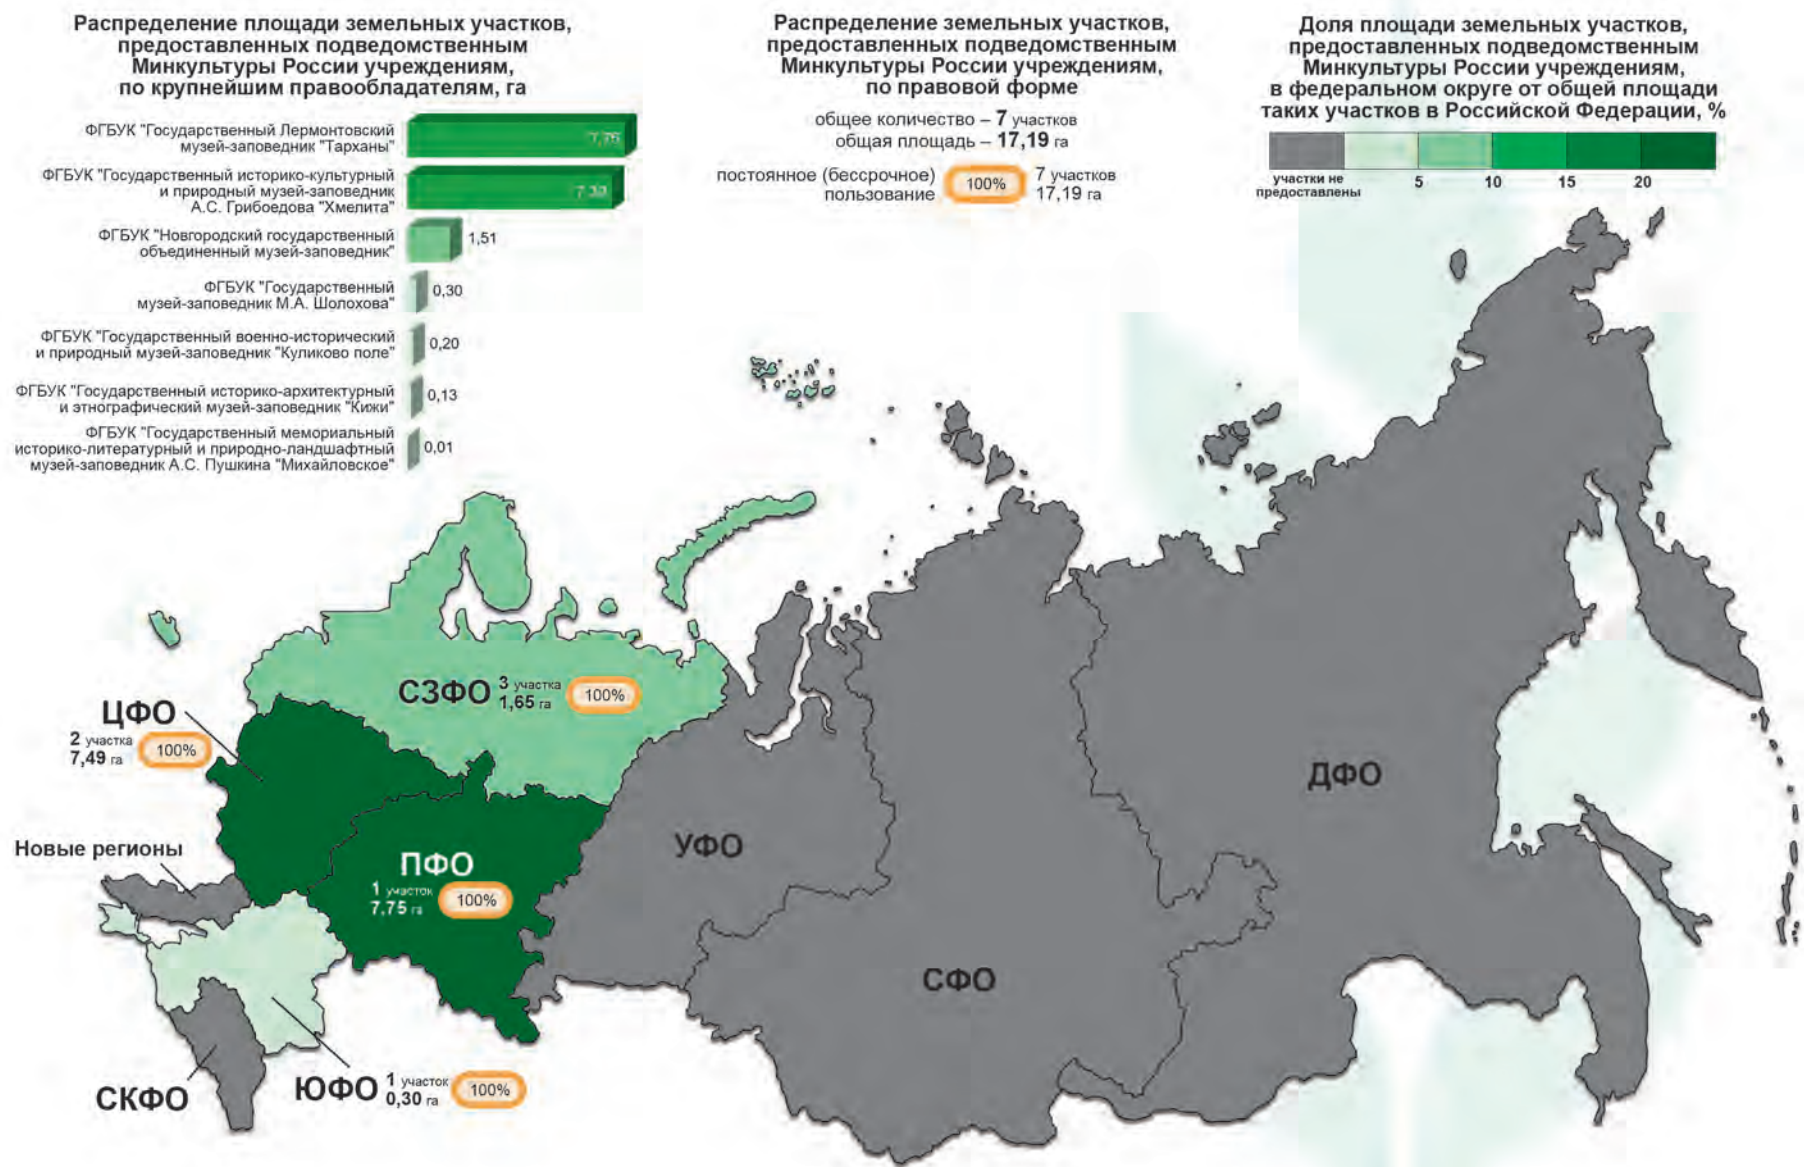 Распределение площади земельных участков,
предоставленных подведомственным
Минкультуры России учреждениям,
по крупнейшим правообладателям, га
ФГБУК "Государственный Лермонтовский
музей-заповедник "Тарханы"
7,75
ФГБУК "Государственный историко-культурный
и природный музей-заповедник
А.С. Грибоедова "Хмелита"
ФГБУК "Новгородский государственный
объединенный музей-заповедник"
1,51
ФГБУК "Государственный
музей-заповедник М.А. Шолохова"
0,30
ФГБУК "Государственный военно-исторический
и природный музей-заповедник "Куликово поле"
0,20
ФГБУК "Государственный историко-архитектурный
и этнографический музей-заповедник "Кижи"
0,13
ФГБУК "Государственный мемориальный
историко-литературный и природно-ландшафтный
музей-заповедник А.С. Пушкина "Михайловское"
0,01
Распределение земельных участков,
предоставленных подведомственным
Минкультуры России учреждениям,
по правовой форме
общее количество – 7 участков
общая площадь – 17,19 га
постоянное (бессрочное)
пользование
100%
7 участков
17,19 га
Доля площади земельных участков,
предоставленных подведомственным
Минкультуры России учреждениям,
в федеральном округе от общей площади
таких участков в Российской Федерации, %
участки не
предоставлены
5 10 15 20
СЗФО
3 участка
1,65 га
100%
ЦФО
2 участка
7,49 га
100%
ДФО
УФО
Новые регионы
ПФО
1 участок
7,75 га
100%
СФО
СКФО
ЮФО
1 участок
0,30 га
100%